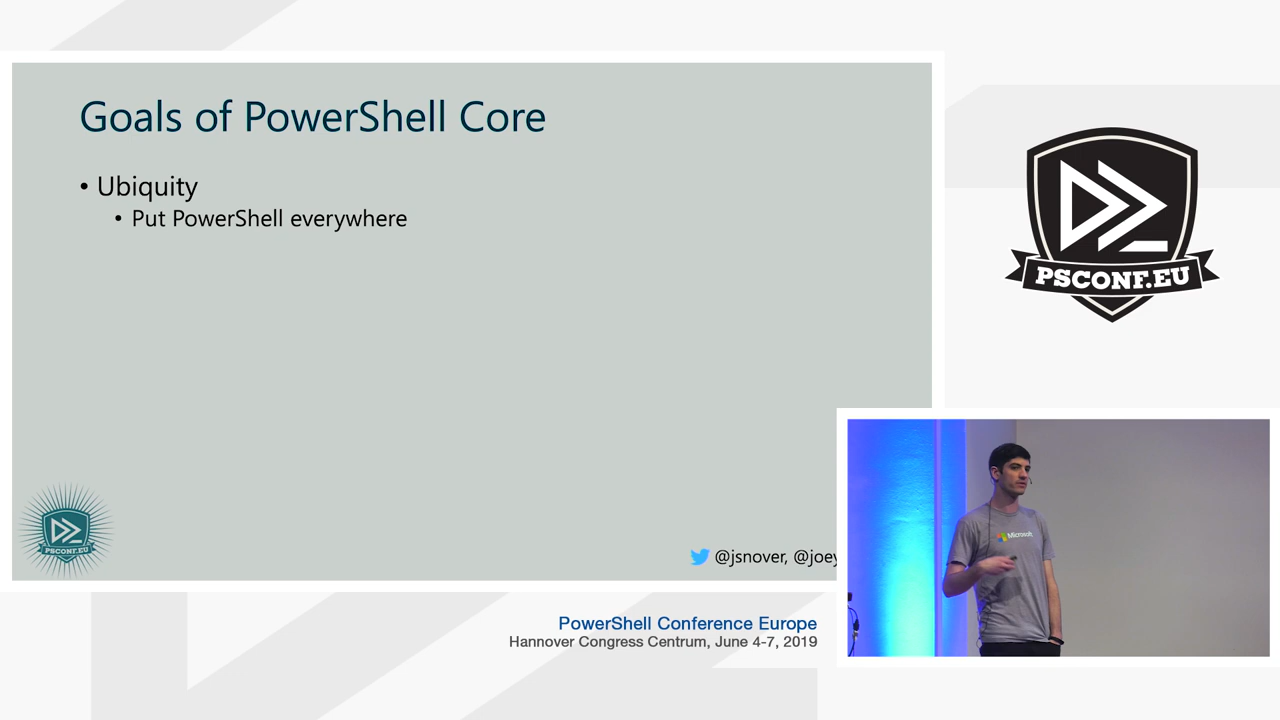 Goals of PowerShell Core
• Ubiquity
• Put PowerShell everywhere
PSCONF.EU
PSCONF.EU
@jsnover, @joey
Microsoft
PowerShell Conference Europe
Hannover Congress Centrum, June 4-7, 2019